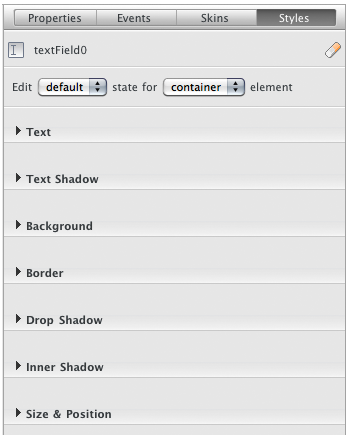 Properties Events Skins Styles
textField0
Edit default state for container element
Text
Text Shadow
Background
Border
Drop Shadow
Inner Shadow
Size & Position